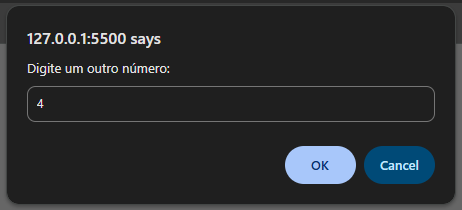 127.0.0.1:5500 says
Digite um outro número:
4
OK
Cancel